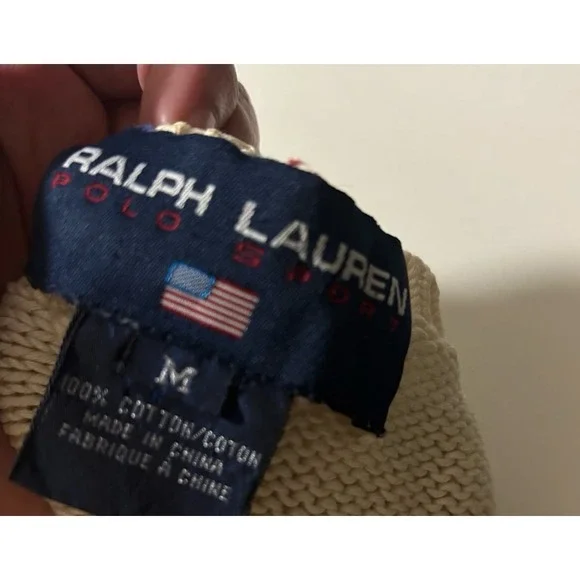 RALPH LAUREN
POLO SPORT
M
100% COTTON/COTON
MADE IN CHINA
FABRIQUE À CHINE